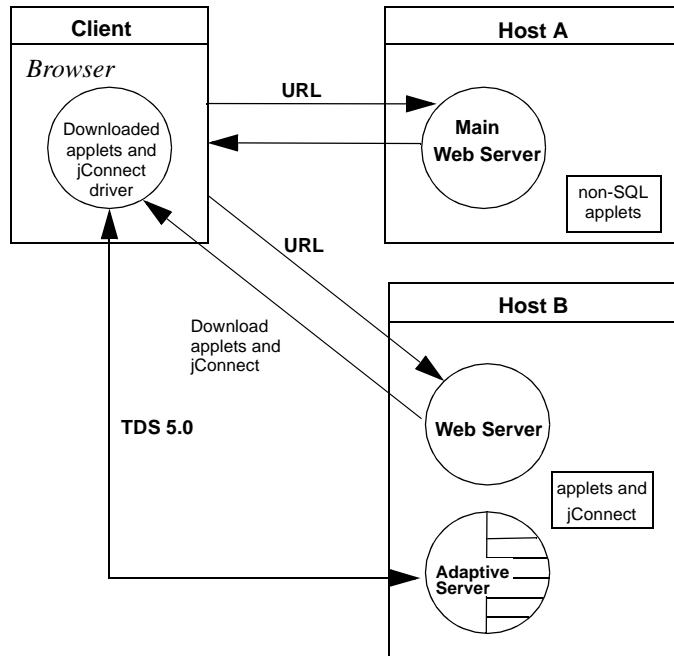 Client
Browser
Downloaded
applets and
jConnect
driver
URL
Host A
Main
Web Server
non-SQL
applets
URL
Download
applets and
jConnect
TDS 5.0
Host B
Web Server
applets and
jConnect
Adaptive
Server